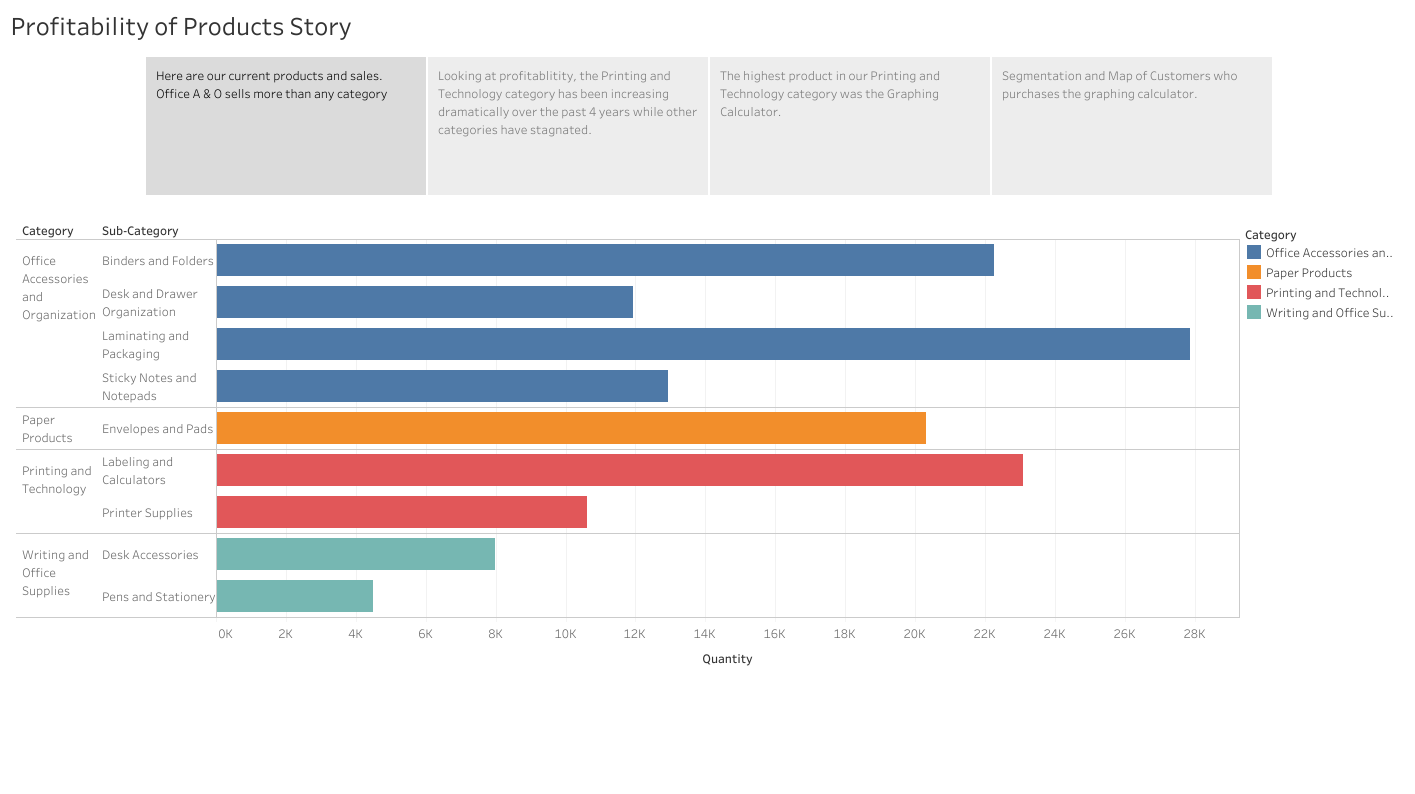 Profitability of Products Story
Here are our current products and sales.
Office A & O sells more than any category
Looking at profitablitity, the Printing and
Technology category has been increasing
dramatically over the past 4 years while other
categories have stagnated.
The highest product in our Printing and
Technology category was the Graphing
Calculator.
Segmentation and Map of Customers who
purchases the graphing calculator.
Category
Sub-Category
Office
Accessories
and
Organization
Binders and Folders
Desk and Drawer
Organization
Laminating and
Packaging
Sticky Notes and
Notepads
Paper
Products
Envelopes and Pads
Printing and
Technology
Labeling and
Calculators
Printer Supplies
Writing and
Office
Supplies
Desk Accessories
Pens and Stationery
0K 2K 4K 6K 8K 10K 12K 14K 16K 18K 20K 22K 24K 26K 28K
Quantity
Category
Office Accessories an..
Paper Products
Printing and Technol..
Writing and Office Su..